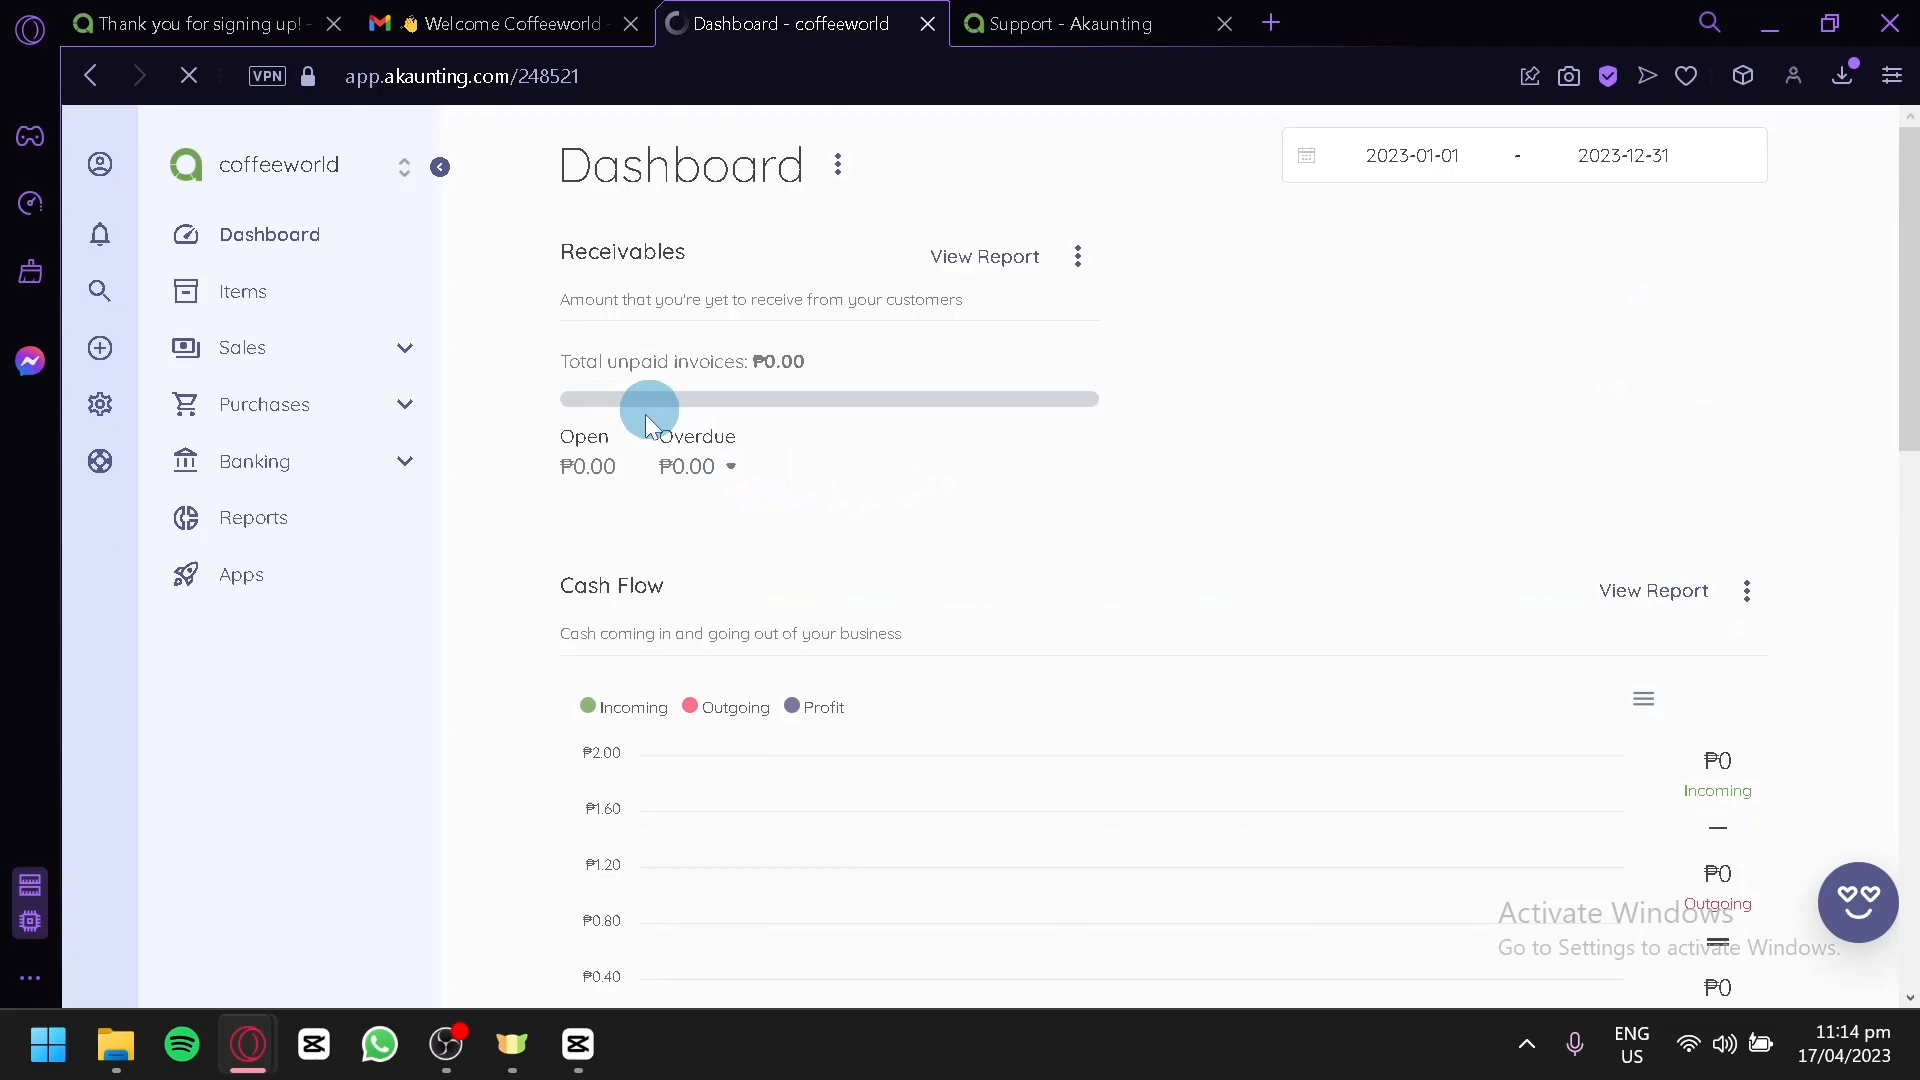 Thank you for signing up! -
👋 Welcome Coffeeworld -
Dashboard - coffeeworld
Support - Akaunting
VPN
app.akaunting.com/248521
coffeeworld
Dashboard
Items
Sales
Purchases
Banking
Reports
Apps
Dashboard
2023-01-01 - 2023-12-31
Receivables
View Report
Amount that you're yet to receive from your customers
Total unpaid invoices: ₱0.00
Open
Overdue
₱0.00
₱0.00
Cash Flow
View Report
Cash coming in and going out of your business
Incoming
Outgoing
Profit
₱2.00
₱1.60
₱1.20
₱0.80
₱0.40
₱0
Incoming
₱0
Outgoing
₱0
Activate Windows
Go to Settings to activate Windows.
ENG
US
11:14 pm
17/04/2023